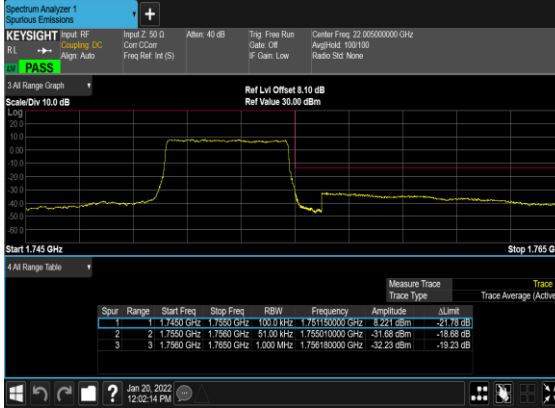 Spectrum Analyzer 1
Spurious Emissions
+
KEYSIGHT
RL
PASS
Input: RF
Coupling: DC
Align: Auto
Input Z: 50 Ω
Corr CCorr
Freq Ref: Int (S)
Atten: 40 dB
Trig: Free Run
Gate: Off
IF Gain: Low
Center Freq: 22.005000000 GHz
Avg|Hold: 100/100
Radio Std: None
3.All Range Graph
Scale/Div 10.0 dB
Ref Lvl Offset 8.10 dB
Ref Value 30.00 dBm
Log
20.0
10.0
0.00
-10.0
-20.0
-30.0
-40.0
-50.0
-60.0
Start 1.745 GHz
Stop 1.765 G
4.All Range Table
Measure Trace Trace
Trace Type Trace Average (Active
Spur Range Start Freq Stop Freq RBW Frequency Amplitude ΔLimit
1 1 1.7450 GHz 1.7550 GHz 100.0 kHz 1.751150000 GHz 8.221 dBm -21.78 dB
2 2 1.7550 GHz 1.7560 GHz 51.00 kHz 1.755010000 GHz -31.68 dBm -18.68 dB
3 3 1.7560 GHz 1.7650 GHz 1.000 MHz 1.756180000 GHz -32.23 dBm -19.23 dB
?
Jan 20, 2022
12:02:14 PM